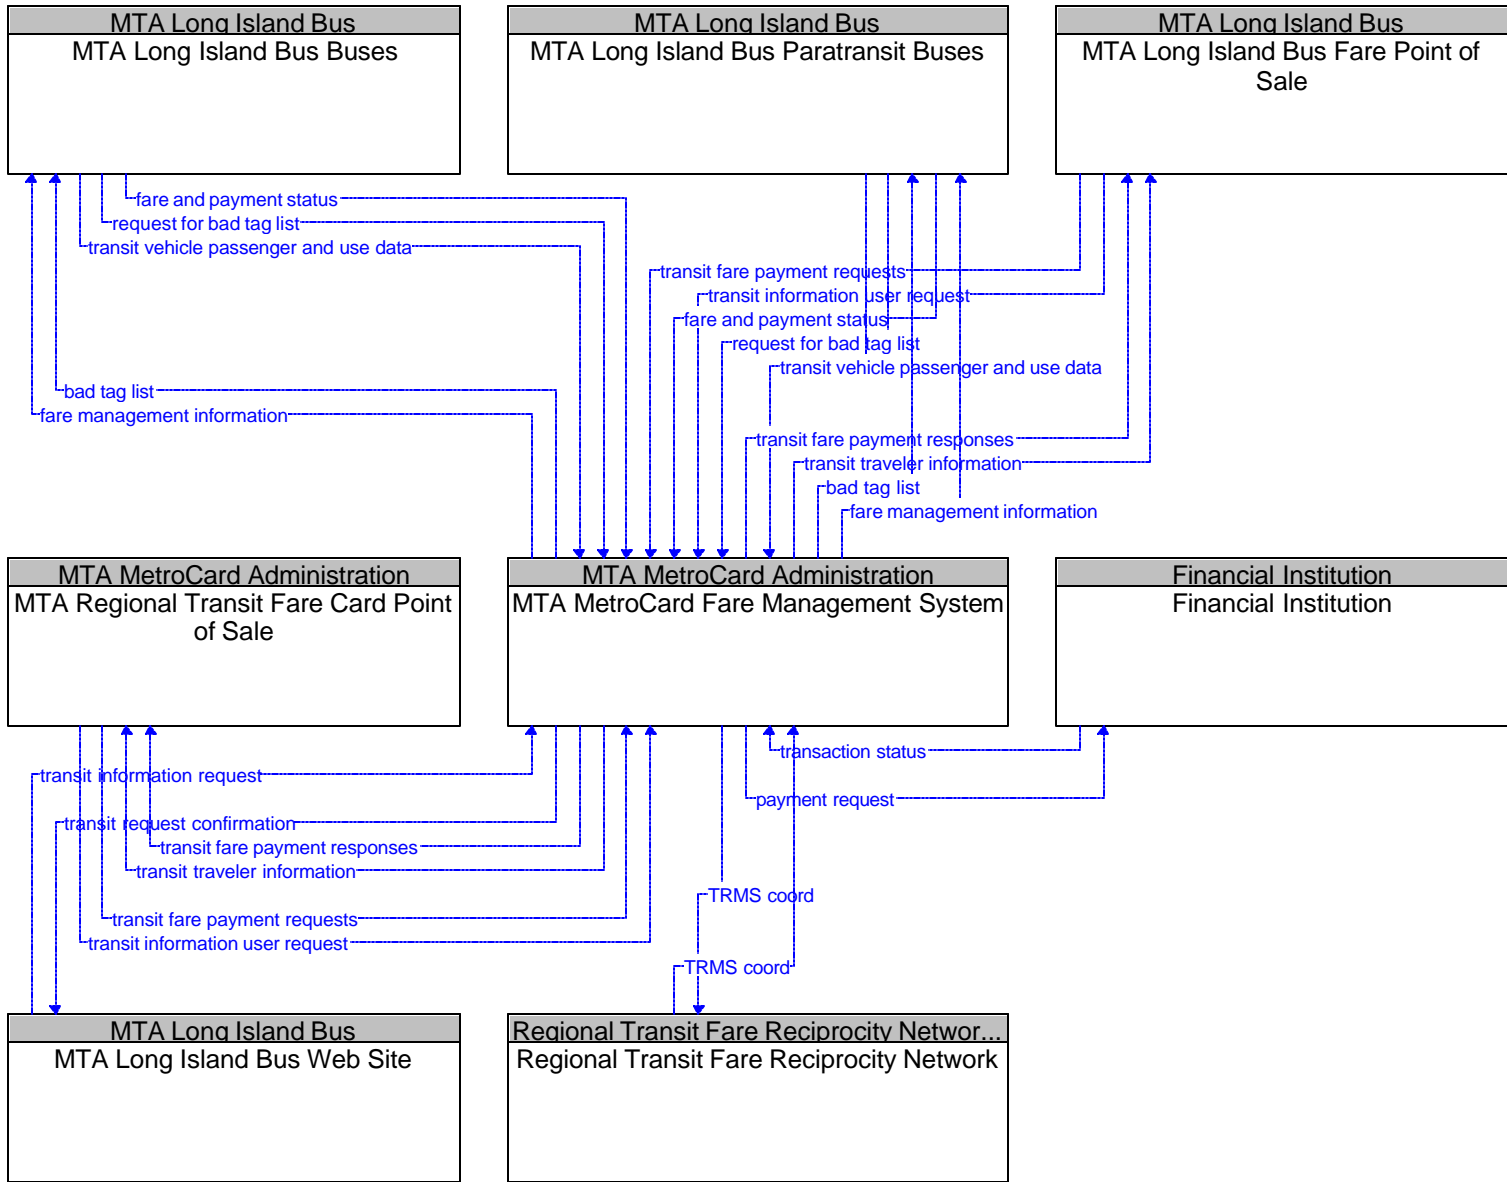 MTA Long Island Bus
MTA Long Island Bus Buses
MTA Long Island Bus
MTA Long Island Bus Paratransit Buses
MTA Long Island Bus
MTA Long Island Bus Fare Point of
Sale
fare and payment status
request for bad tag list
transit vehicle passenger and use data
transit fare payment requests
transit information user request
fare and payment status
request for bad tag list
transit vehicle passenger and use data
bad tag list
fare management information
transit fare payment responses
transit traveler information
bad tag list
fare management information
MTA MetroCard Administration
MTA Regional Transit Fare Card Point
of Sale
MTA MetroCard Administration
MTA MetroCard Fare Management System
Financial Institution
Financial Institution
transaction status
transit information request
payment request
transit request confirmation
transit fare payment responses
transit traveler information
TRMS coord
transit fare payment requests
transit information user request
TRMS coord
MTA Long Island Bus
MTA Long Island Bus Web Site
Regional Transit Fare Reciprocity Networ...
Regional Transit Fare Reciprocity Network